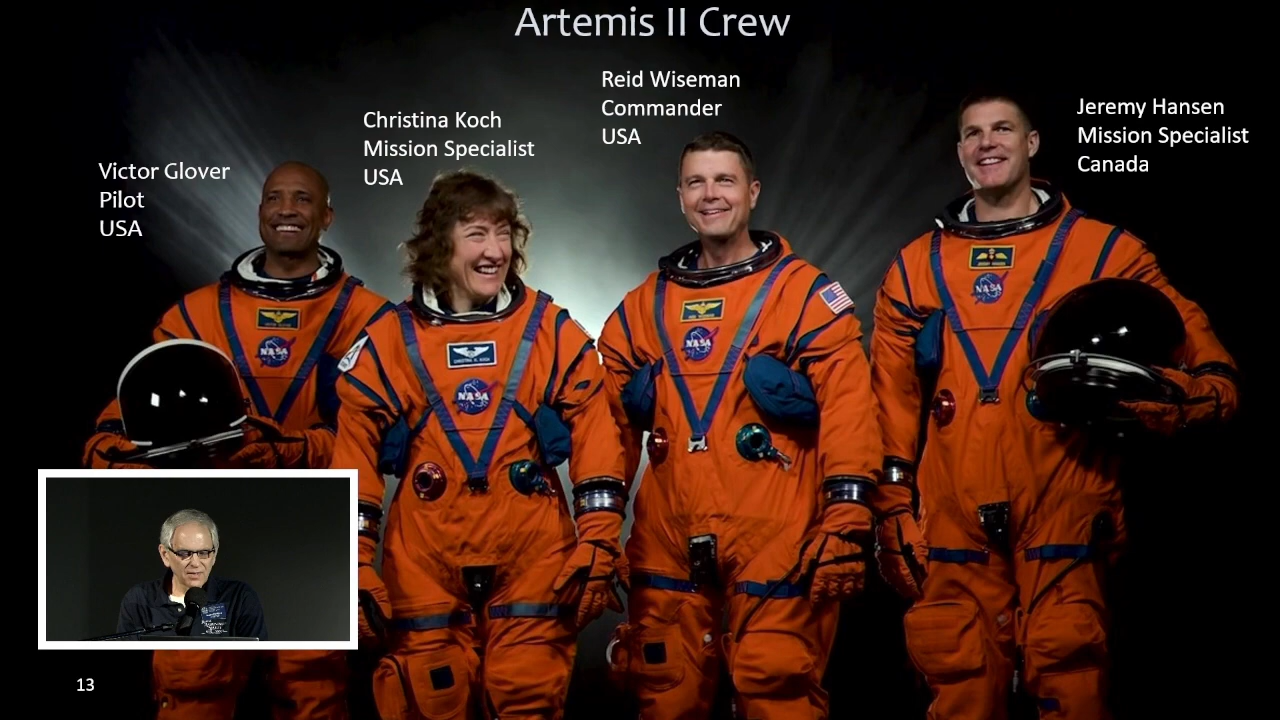 Artemis II Crew
Victor Glover
Pilot
USA
Christina Koch
Mission Specialist
USA
Reid Wiseman
Commander
USA
Jeremy Hansen
Mission Specialist
Canada
NASA
NASA
NASA
NASA
13